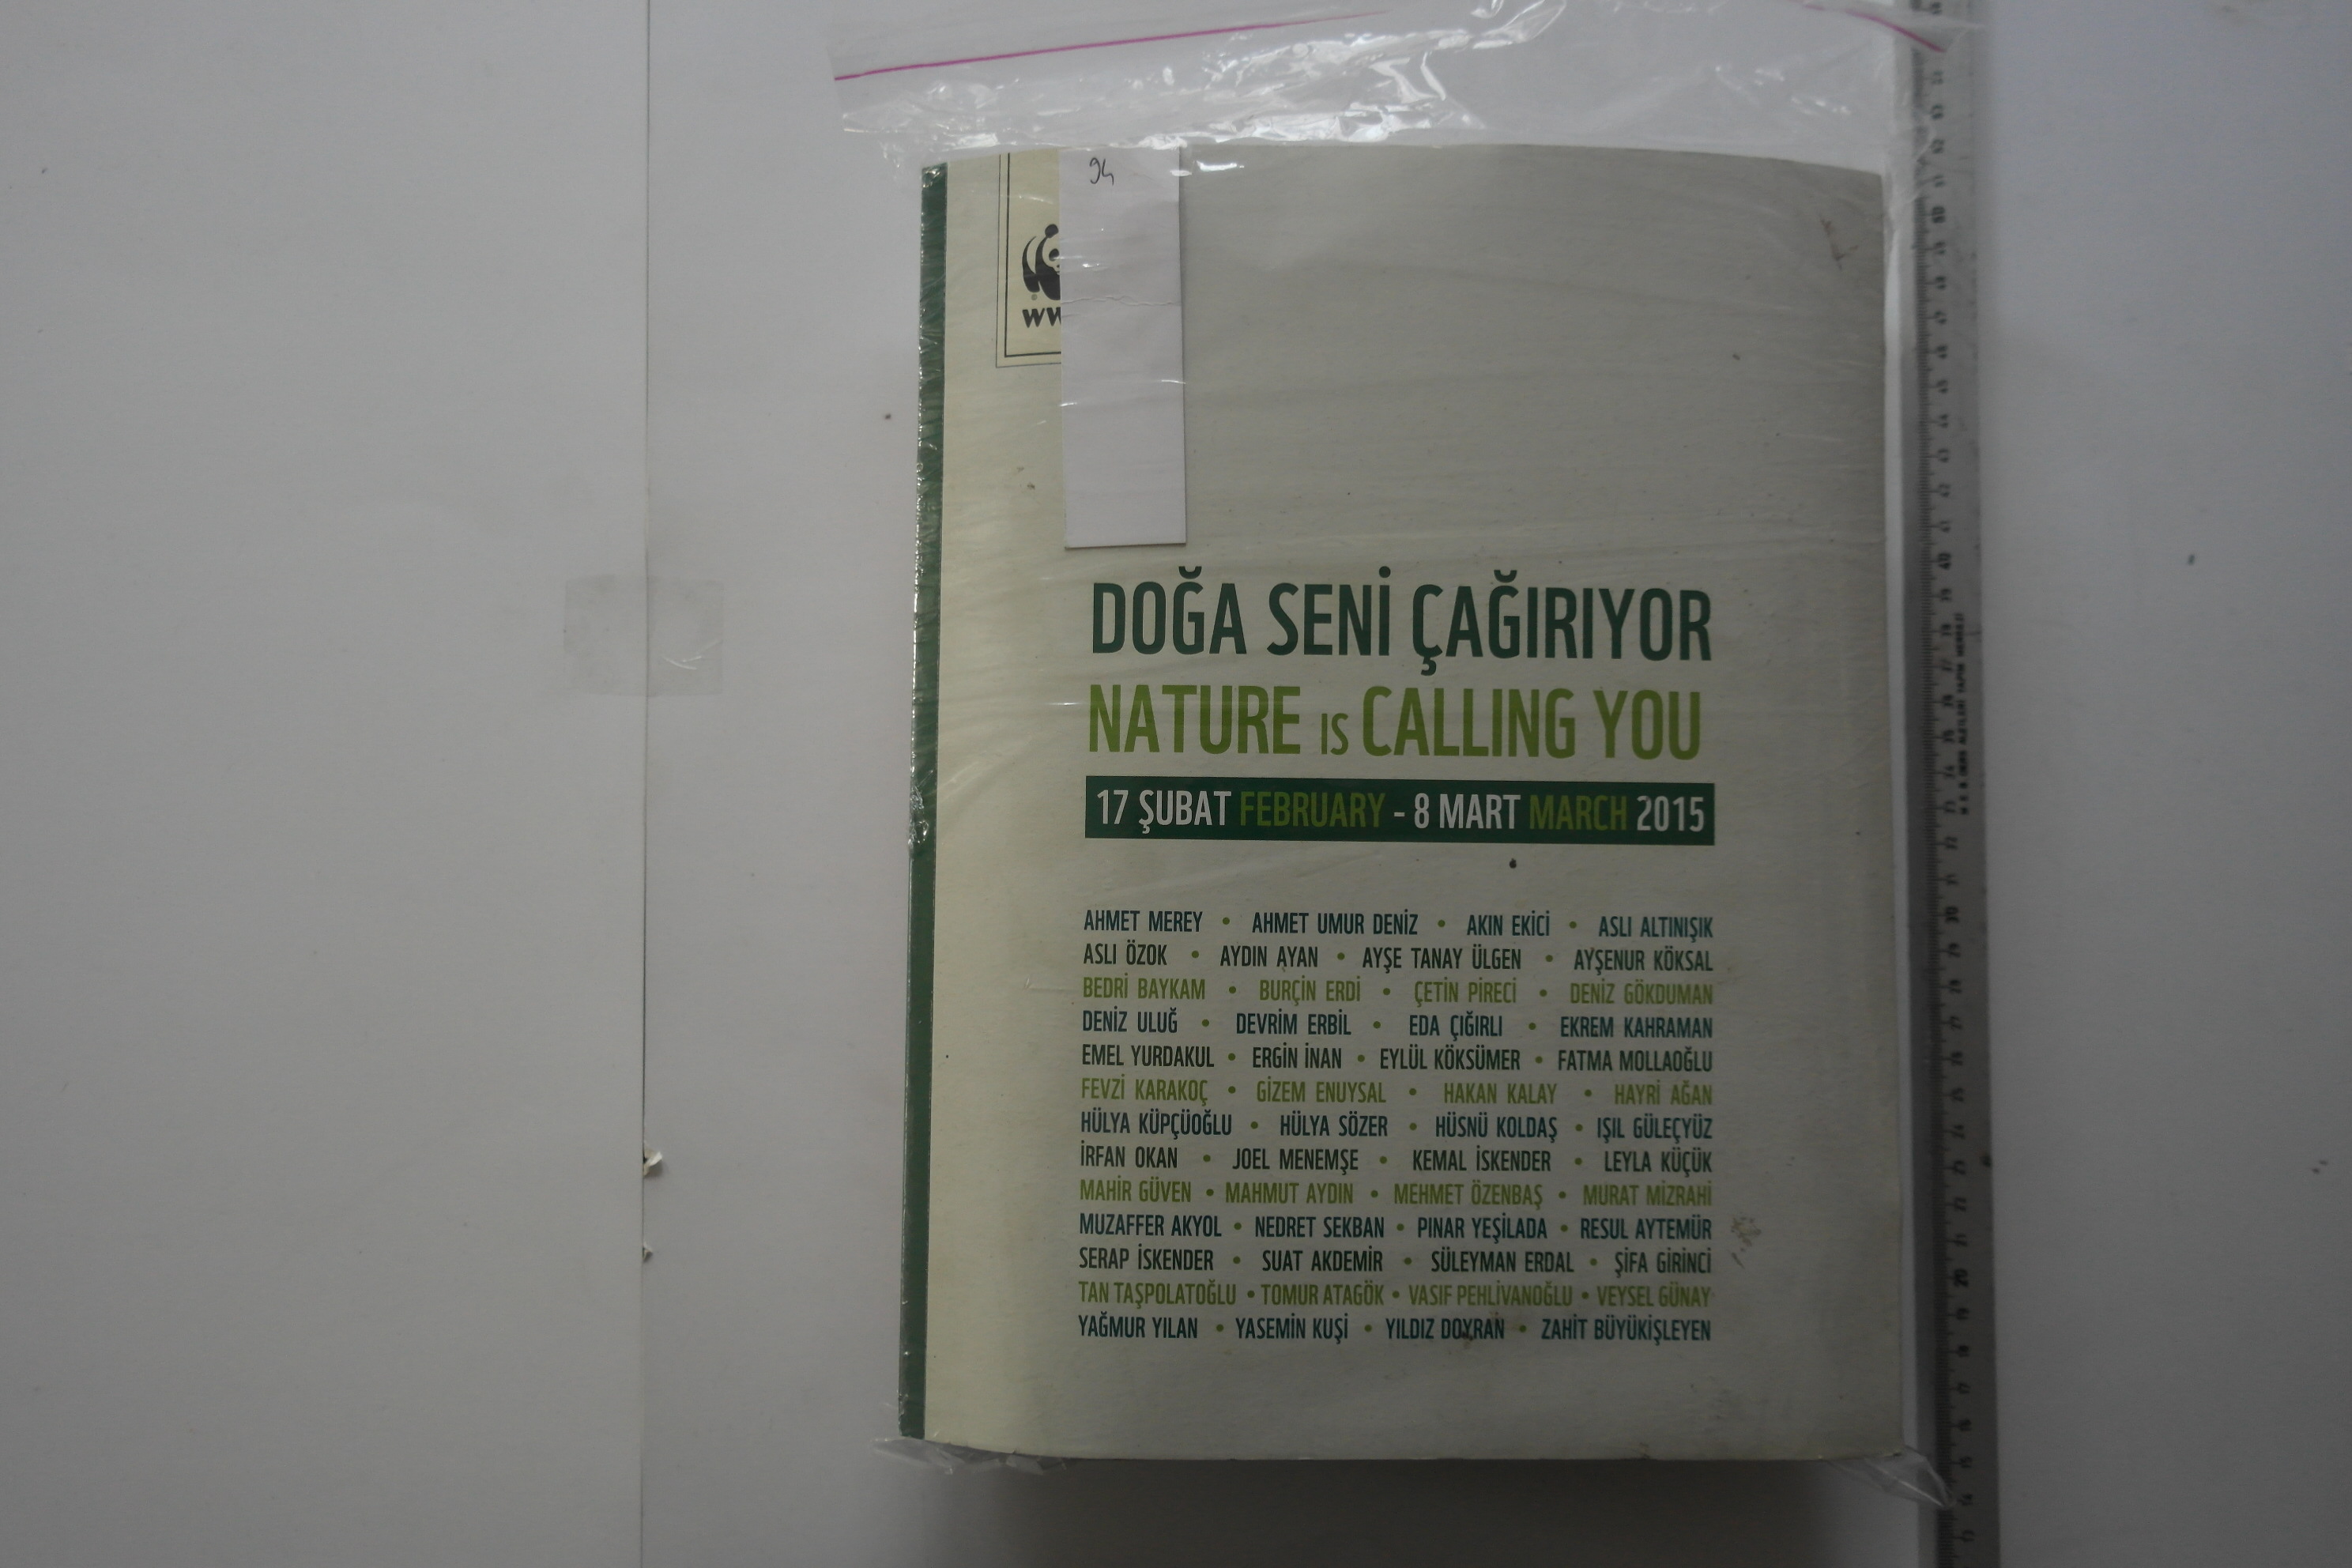 94
DOĞA SENİ ÇAĞIRIYOR
NATURE IS CALLING YOU
17 ŞUBAT FEBRUARY - 8 MART MARCH 2015
AHMET MEREY • AHMET UMUR DENİZ • AKIN EKİCİ • ASLI ALTINIŞIK
ASLI ÖZOK • AYDIN AYAN • AYŞE TANAY ÜLGEN • AYŞENUR KÖKSAL
BEDRİ BAYKAM • BURÇİN ERDİ • ÇETİN PİRECİ • DENİZ GÖKDUMAN
DENİZ ULUĞ • DEVRİM ERBİL • EDA ÇIĞIRLI • EKREM KAHRAMAN
EMEL YURDAKUL • ERGİN İNAN • EYLÜL KÖKSÜMER • FATMA MOLLAOĞLU
FEVZİ KARAKOÇ • GİZEM ENUYSAL • HAKAN KALAY • HAYRİ AĞAN
HÜLYA KÜPÇÜOĞLU • HÜLYA SÖZER • HÜSNÜ KOLDAŞ • IŞIL GÜLEÇYÜZ
İRFAN OKAN • JOEL MENEMŞE • KEMAL İSKENDER • LEYLA KÜÇÜK
MAHİR GÜVEN • MAHMUT AYDIN • MEHMET ÖZENBAŞ • MURAT MİZRAHİ
MUZAFFER AKYOL • NEDRET SEKBAN • PINAR YEŞİLADA • RESUL AYTEMÜR
SERAP İSKENDER • SUAT AKDEMİR • SÜLEYMAN ERDAL • ŞİFA GİRİNCİ
TAN TAŞPOLATOĞLU • TOMUR ATAGÖK • VASIF PEHLİVANOĞLU • VEYSEL GÜNAY
YAĞMUR YILAN • YASEMİN KUŞİ • YILDIZ DOYRAN • ZAHİT BÜYÜKİŞLEYEN